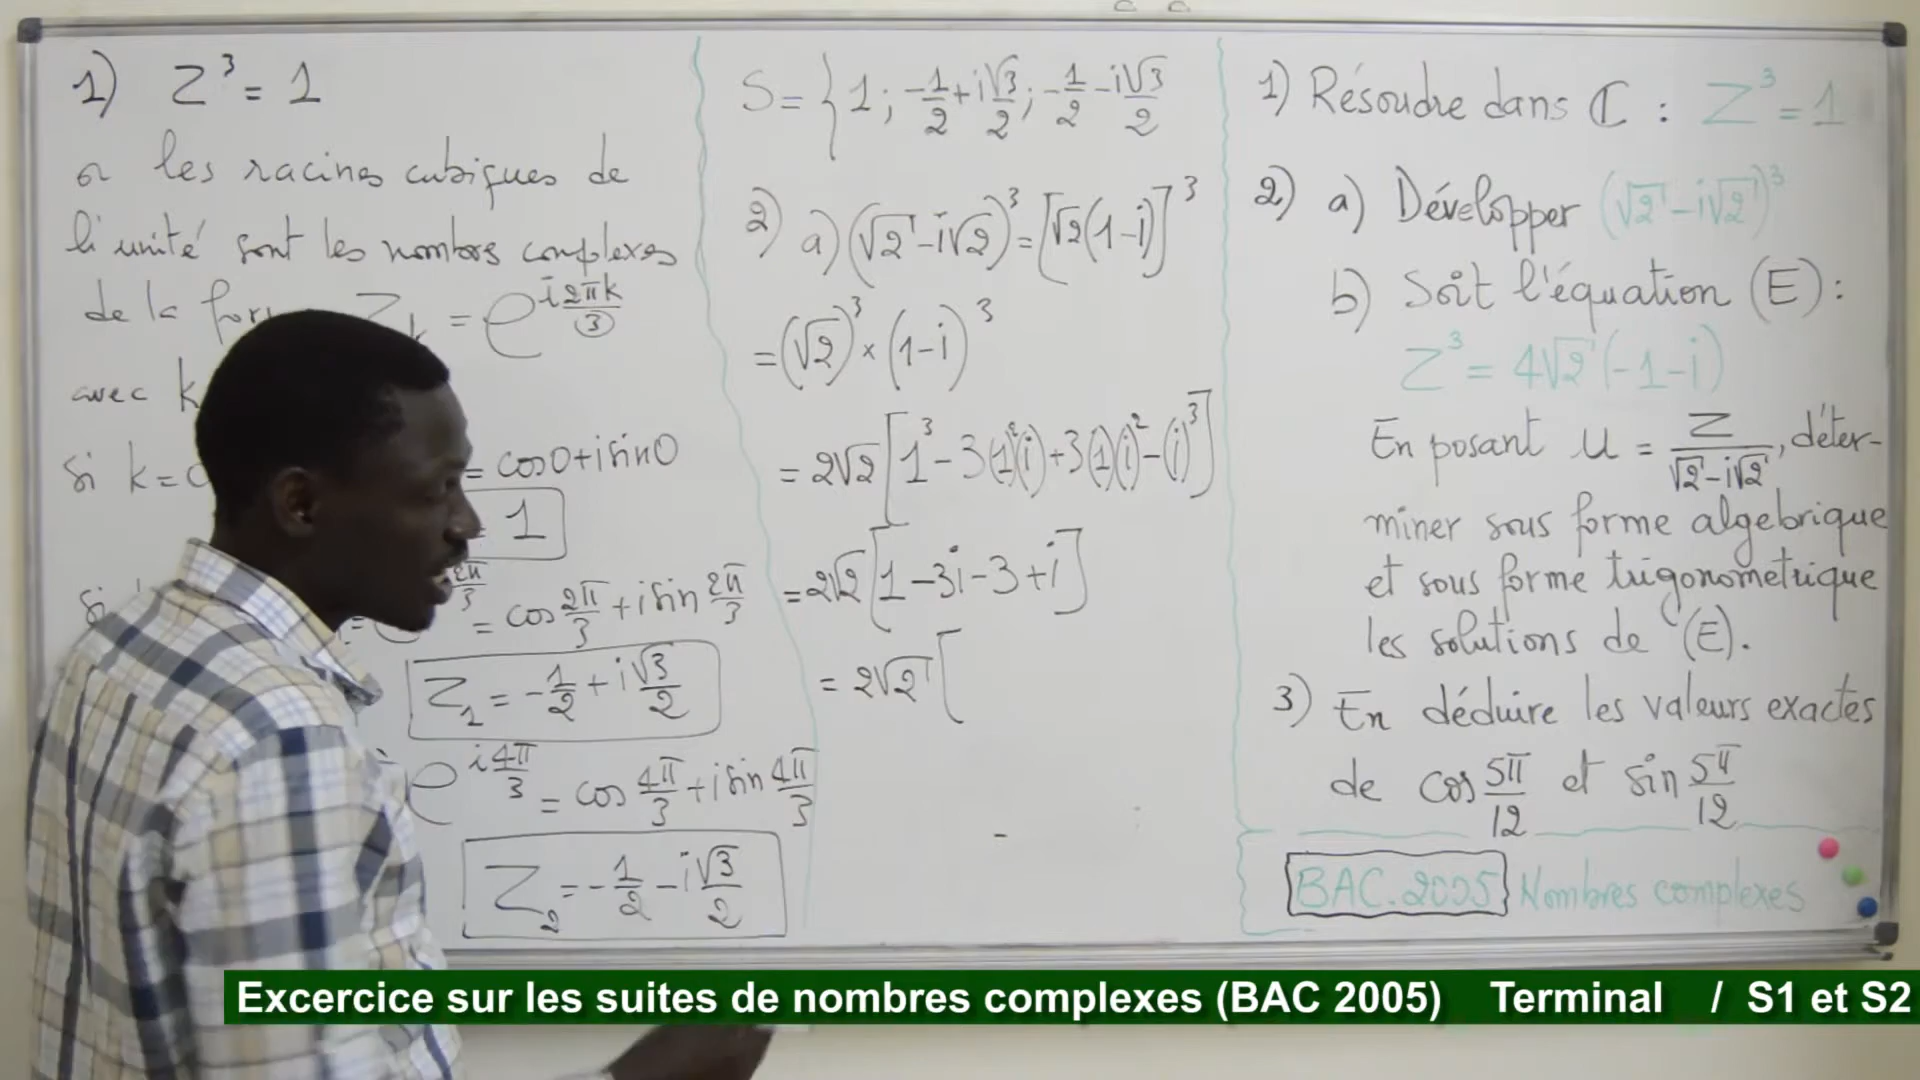 1) Z³ = 1
or les racines cubiques de
l'unité sont les nombres complexes
de la = e^(i2πk/3)
avec k
si k=0 = cos0+isin0
= 1
si = cos 2π/3 + i sin 2π/3
Z₁ = -1/2 + i√3/2
e^(i4π/3) = cos 4π/3 + i sin 4π/3
Z₂ = -1/2 - i√3/2
S = { 1 ; -1/2 + i√3/2 ; -1/2 - i√3/2
2) a) (√2 - i√2)³ = [√2(1-i)]³
= (√2)³ × (1-i)³
= 2√2 [1³ - 3(1)²(i) + 3(1)(i)² - (i)³]
= 2√2 [1 - 3i - 3 + i]
= 2√2 [
1) Résoudre dans ℂ : Z³ = 1
2) a) Développer (√2 - i√2)³
b) Soit l'équation (E) :
Z³ = 4√2 (-1-i)
En posant u = Z/(√2 - i√2), déter-
miner sous forme algebrique
et sous forme trigonometrique
les solutions de (E).
3) En déduire les valeurs exactes
de cos 5π/12 et sin 5π/12
BAC.2005 Nombres complexes
Excercice sur les suites de nombres complexes (BAC 2005) Terminal / S1 et S2